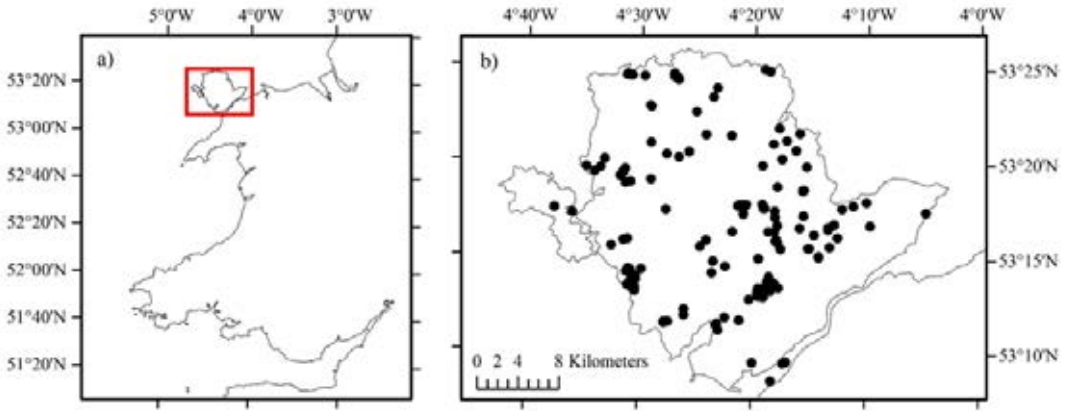 5°0'W 4°0'W 3°0'W
4°40'W 4°30'W 4°20'W 4°10'W 4°0'W
a)
b)
53°20'N
53°00'N
52°40'N
52°20'N
52°00'N
51°40'N
51°20'N
53°25'N
53°20'N
53°15'N
53°10'N
0 2 4 8 Kilometers